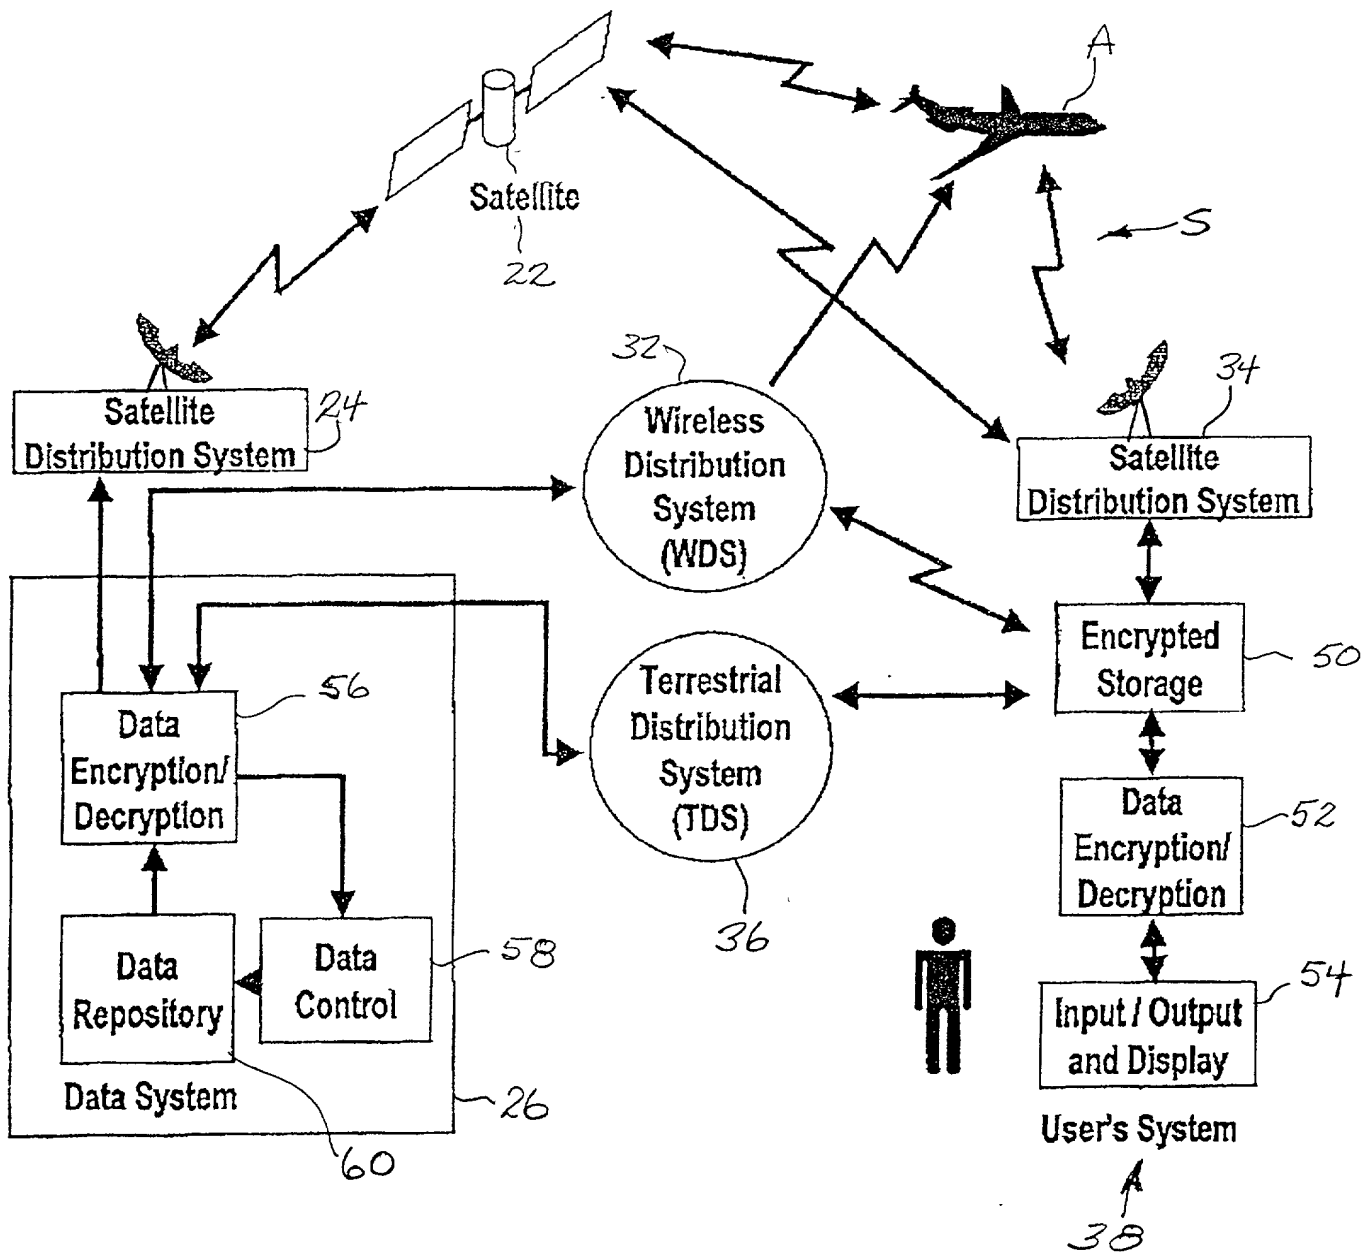 A
Satellite
22
S
32
24
34
Satellite
Distribution System
Wireless
Distribution
System
(WDS)
Satellite
Distribution System
Encrypted
Storage
50
56
Data
Encryption/
Decryption
Terrestrial
Distribution
System
(TDS)
36
Data
Encryption/
Decryption
52
Data
Repository
Data
Control
58
Input / Output
and Display
54
Data System
26
60
User's System
38